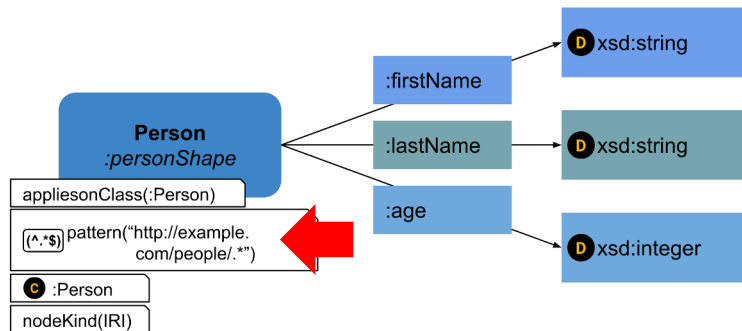 Person
:personShape
appliesonClass(:Person)
(^.*$) pattern(“http://example.
com/people/.*”)
C :Person
nodeKind(IRI)
:firstName
:lastName
:age
D xsd:string
D xsd:string
D xsd:integer